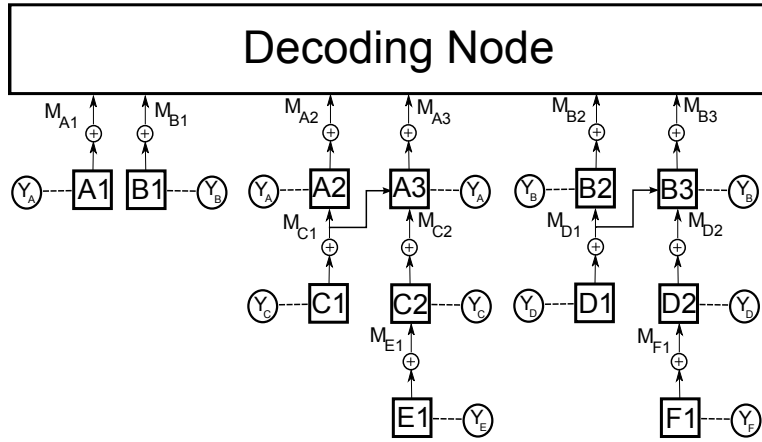 Decoding Node
M_A1 M_B1 M_A2 M_A3 M_B2 M_B3
+ + + + + +
Y_A A1 B1 Y_B Y_A A2 A3 Y_A Y_B B2 B3 Y_B
M_C1 M_C2 M_D1 M_D2
+ + + +
Y_C C1 C2 Y_C Y_D D1 D2 Y_D
M_E1 M_F1
+ +
E1 Y_E F1 Y_F